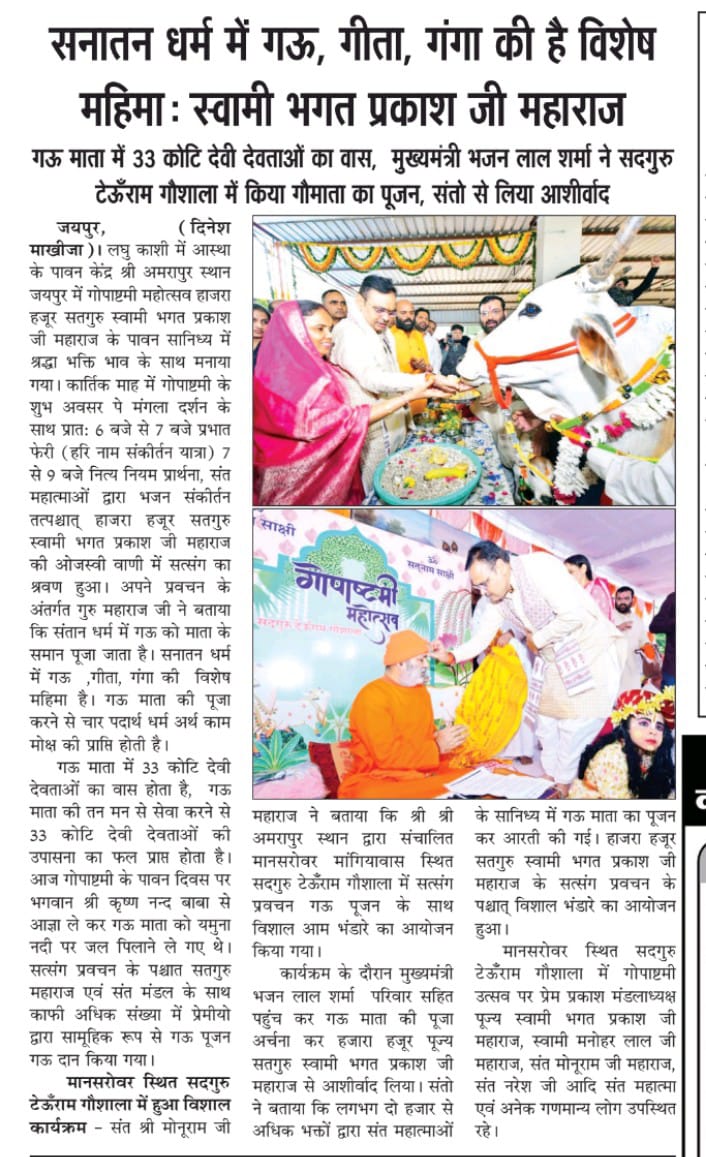 सनातन धर्म में गऊ, गीता, गंगा की है विशेष
महिमा: स्वामी भगत प्रकाश जी महाराज
गऊ माता में 33 कोटि देवी देवताओं का वास, मुख्यमंत्री भजन लाल शर्मा ने सदगुरु
टेऊँराम गौशाला में किया गौमाता का पूजन, संतो से लिया आशीर्वाद
जयपुर, (दिनेश
माखीजा)। लघु काशी में आस्था
के पावन केंद्र श्री अमरापुर स्थान
जयपुर में गोपाष्टमी महोत्सव हाजरा
हजूर सतगुरु स्वामी भगत प्रकाश
जी महाराज के पावन सानिध्य में
श्रद्धा भक्ति भाव के साथ मनाया
गया। कार्तिक माह में गोपाष्टमी के
शुभ अवसर पे मंगला दर्शन के
साथ प्रात: 6 बजे से 7 बजे प्रभात
फेरी (हरि नाम संकीर्तन यात्रा) 7
से 9 बजे नित्य नियम प्रार्थना, संत
महात्माओं द्वारा भजन संकीर्तन
तत्पश्चात् हाजरा हजूर सतगुरु
स्वामी भगत प्रकाश जी महाराज
की ओजस्वी वाणी में सत्संग का
श्रवण हुआ। अपने प्रवचन के
अंतर्गत गुरु महाराज जी ने बताया
कि संतान धर्म में गऊ को माता के
समान पूजा जाता है। सनातन धर्म
में गऊ ,गीता, गंगा की विशेष
महिमा है। गऊ माता की पूजा
करने से चार पदार्थ धर्म अर्थ काम
मोक्ष की प्राप्ति होती है।
गऊ माता में 33 कोटि देवी
देवताओं का वास होता है, गऊ
माता की तन मन से सेवा करने से
33 कोटि देवी देवताओं की
उपासना का फल प्राप्त होता है।
आज गोपाष्टमी के पावन दिवस पर
भगवान श्री कृष्ण नन्द बाबा से
आज्ञा ले कर गऊ माता को यमुना
नदी पर जल पिलाने ले गए थे।
सत्संग प्रवचन के पश्चात सतगुरु
महाराज एवं संत मंडल के साथ
काफी अधिक संख्या में प्रेमीयो
द्वारा सामूहिक रूप से गऊ पूजन
गऊ दान किया गया।
मानसरोवर स्थित सदगुरु
टेऊँराम गौशाला में हुआ विशाल
कार्यक्रम – संत श्री मोनूराम जी
साक्षी
ॐ
सतनाम साक्षी
गोपाष्टमी
महोत्सव
सदगुरु टेऊँराम गौशाला
महाराज ने बताया कि श्री श्री
अमरापुर स्थान द्वारा संचालित
मानसरोवर मांगियावास स्थित
सदगुरु टेऊँराम गौशाला में सत्संग
प्रवचन गऊ पूजन के साथ
विशाल आम भंडारे का आयोजन
किया गया।
कार्यक्रम के दौरान मुख्यमंत्री
भजन लाल शर्मा परिवार सहित
पहुंच कर गऊ माता की पूजा
अर्चना कर हजारा हजूर पूज्य
सतगुरु स्वामी भगत प्रकाश जी
महाराज से आशीर्वाद लिया। संतो
ने बताया कि लगभग दो हजार से
अधिक भक्तों द्वारा संत महात्माओं
के सानिध्य में गऊ माता का पूजन
कर आरती की गई। हाजरा हजूर
सतगुरु स्वामी भगत प्रकाश जी
महाराज के सत्संग प्रवचन के
पश्चात् विशाल भंडारे का आयोजन
हुआ।
मानसरोवर स्थित सदगुरु
टेऊँराम गौशाला में गोपाष्टमी
उत्सव पर प्रेम प्रकाश मंडलाध्यक्ष
पूज्य स्वामी भगत प्रकाश जी
महाराज, स्वामी मनोहर लाल जी
महाराज, संत मोनूराम जी महाराज,
संत नरेश जी आदि संत महात्मा
एवं अनेक गणमान्य लोग उपस्थित
रहे।